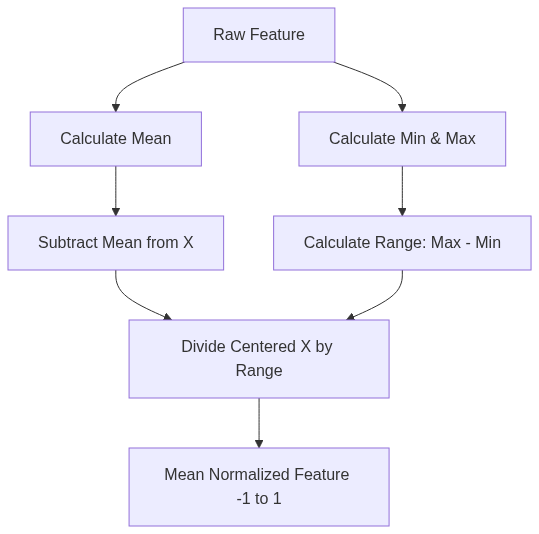 Raw Feature
Calculate Mean
Calculate Min & Max
Subtract Mean from X
Calculate Range: Max - Min
Divide Centered X by
Range
Mean Normalized Feature
-1 to 1